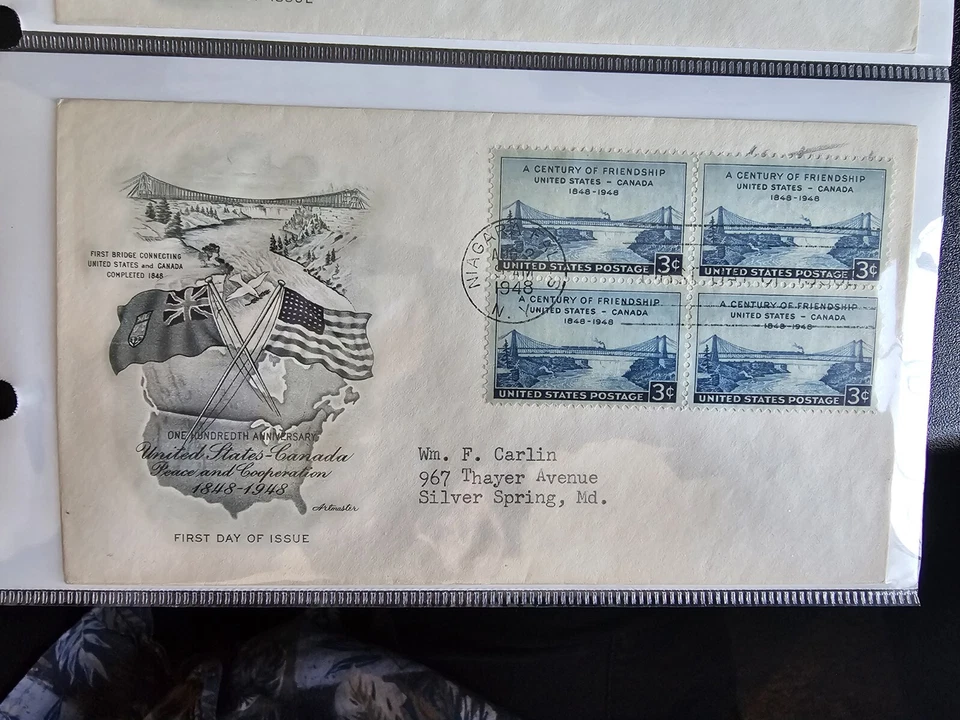 ISSUE
FIRST BRIDGE CONNECTING
UNITED STATES and CANADA
COMPLETED 1848
ONE HUNDREDTH ANNIVERSARY
United States-Canada
Peace and Cooperation
1848-1948
Artmaster
FIRST DAY OF ISSUE
A CENTURY OF FRIENDSHIP
UNITED STATES - CANADA
1848-1948
3¢
UNITED STATES POSTAGE
A CENTURY OF FRIENDSHIP
UNITED STATES - CANADA
1848-1948
3¢
UNITED STATES POSTAGE
NIAGARA
1948
N.
A CENTURY OF FRIENDSHIP
UNITED STATES - CANADA
1848-1948
3¢
UNITED STATES POSTAGE
A CENTURY OF FRIENDSHIP
UNITED STATES - CANADA
1848-1948
3¢
UNITED STATES POSTAGE
Wm. F. Carlin
967 Thayer Avenue
Silver Spring, Md.